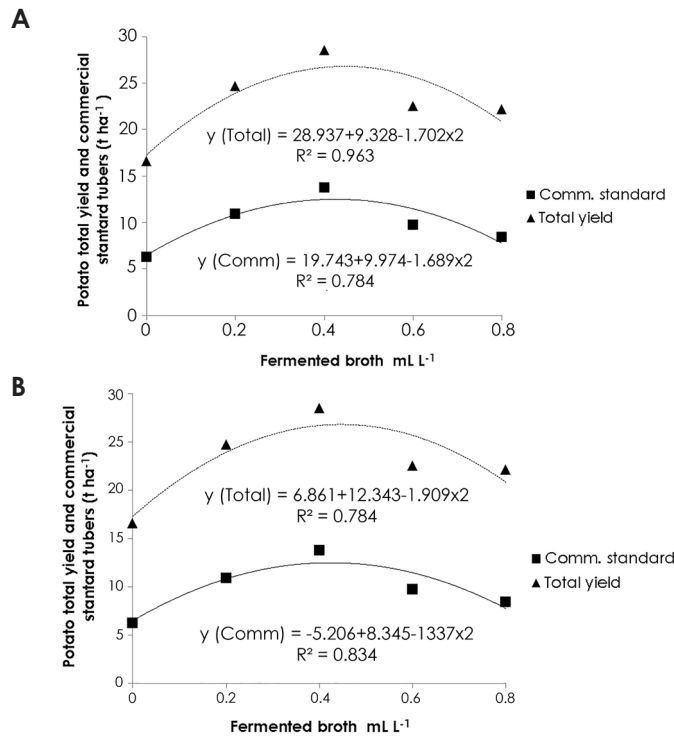 A
Potato total yield and commercial
stantard tubers (t ha⁻¹)
30
25
20
15
10
5
0
y (Total) = 28.937+9.328-1.702x2
R² = 0.963
y (Comm) = 19.743+9.974-1.689x2
R² = 0.784
0 0.2 0.4 0.6 0.8
Fermented broth mL L⁻¹
■ Comm. standard
▲ Total yield
B
Potato total yield and commercial
stantard tubers (t ha⁻¹)
30
25
20
15
10
5
0
y (Total) = 6.861+12.343-1.909x2
R² = 0.784
y (Comm) = -5.206+8.345-1337x2
R² = 0.834
0 0.2 0.4 0.6 0.8
Fermented broth mL L⁻¹
■ Comm. standard
▲ Total yield